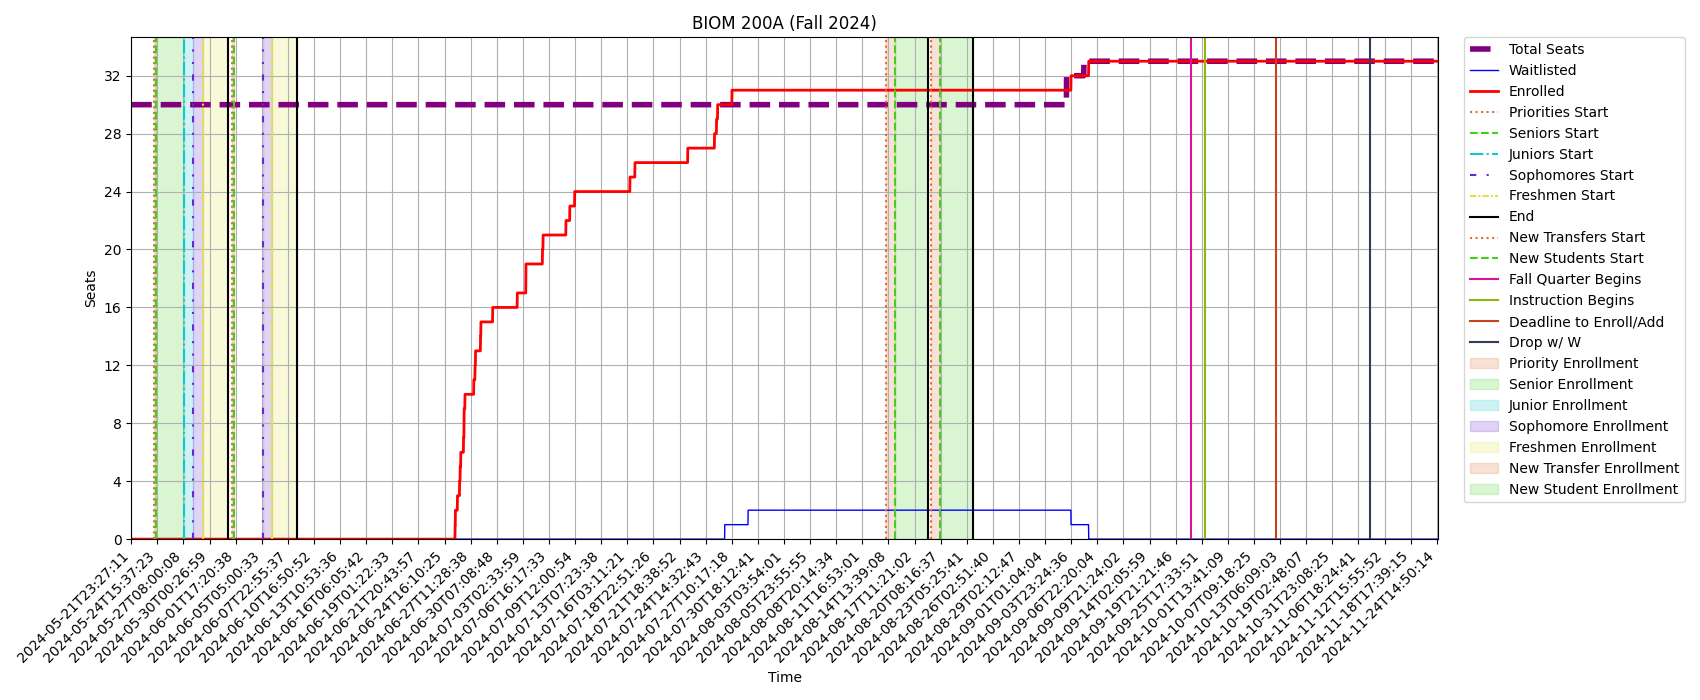 BIOM 200A (Fall 2024)
Seats
32
28
24
20
16
12
8
4
0
2024-05-21T23:27:11
2024-05-24T15:37:23
2024-05-27T08:00:08
2024-05-30T00:26:59
2024-06-01T17:20:38
2024-06-05T05:00:33
2024-06-07T22:55:37
2024-06-10T16:50:52
2024-06-13T10:53:36
2024-06-16T06:05:42
2024-06-19T01:22:33
2024-06-21T20:43:57
2024-06-24T16:10:25
2024-06-27T11:28:38
2024-06-30T07:08:48
2024-07-03T02:33:59
2024-07-06T16:17:33
2024-07-09T12:00:54
2024-07-13T07:23:38
2024-07-16T03:11:21
2024-07-18T22:51:26
2024-07-21T18:38:52
2024-07-24T14:32:43
2024-07-27T10:17:18
2024-07-30T18:12:41
2024-08-03T03:54:01
2024-08-05T23:55:55
2024-08-08T20:14:34
2024-08-11T16:53:01
2024-08-14T13:39:08
2024-08-17T11:21:02
2024-08-20T08:16:37
2024-08-23T05:25:41
2024-08-26T02:51:40
2024-08-29T02:12:47
2024-09-01T01:04:04
2024-09-03T23:24:36
2024-09-06T22:20:04
2024-09-09T21:24:02
2024-09-14T02:05:59
2024-09-19T21:21:46
2024-09-25T17:33:51
2024-10-01T13:41:09
2024-10-07T09:18:25
2024-10-13T06:09:03
2024-10-19T02:48:07
2024-10-31T23:08:25
2024-11-06T18:24:41
2024-11-12T15:55:52
2024-11-18T17:39:15
2024-11-24T14:50:14
Time
Total Seats
Waitlisted
Enrolled
Priorities Start
Seniors Start
Juniors Start
Sophomores Start
Freshmen Start
End
New Transfers Start
New Students Start
Fall Quarter Begins
Instruction Begins
Deadline to Enroll/Add
Drop w/ W
Priority Enrollment
Senior Enrollment
Junior Enrollment
Sophomore Enrollment
Freshmen Enrollment
New Transfer Enrollment
New Student Enrollment